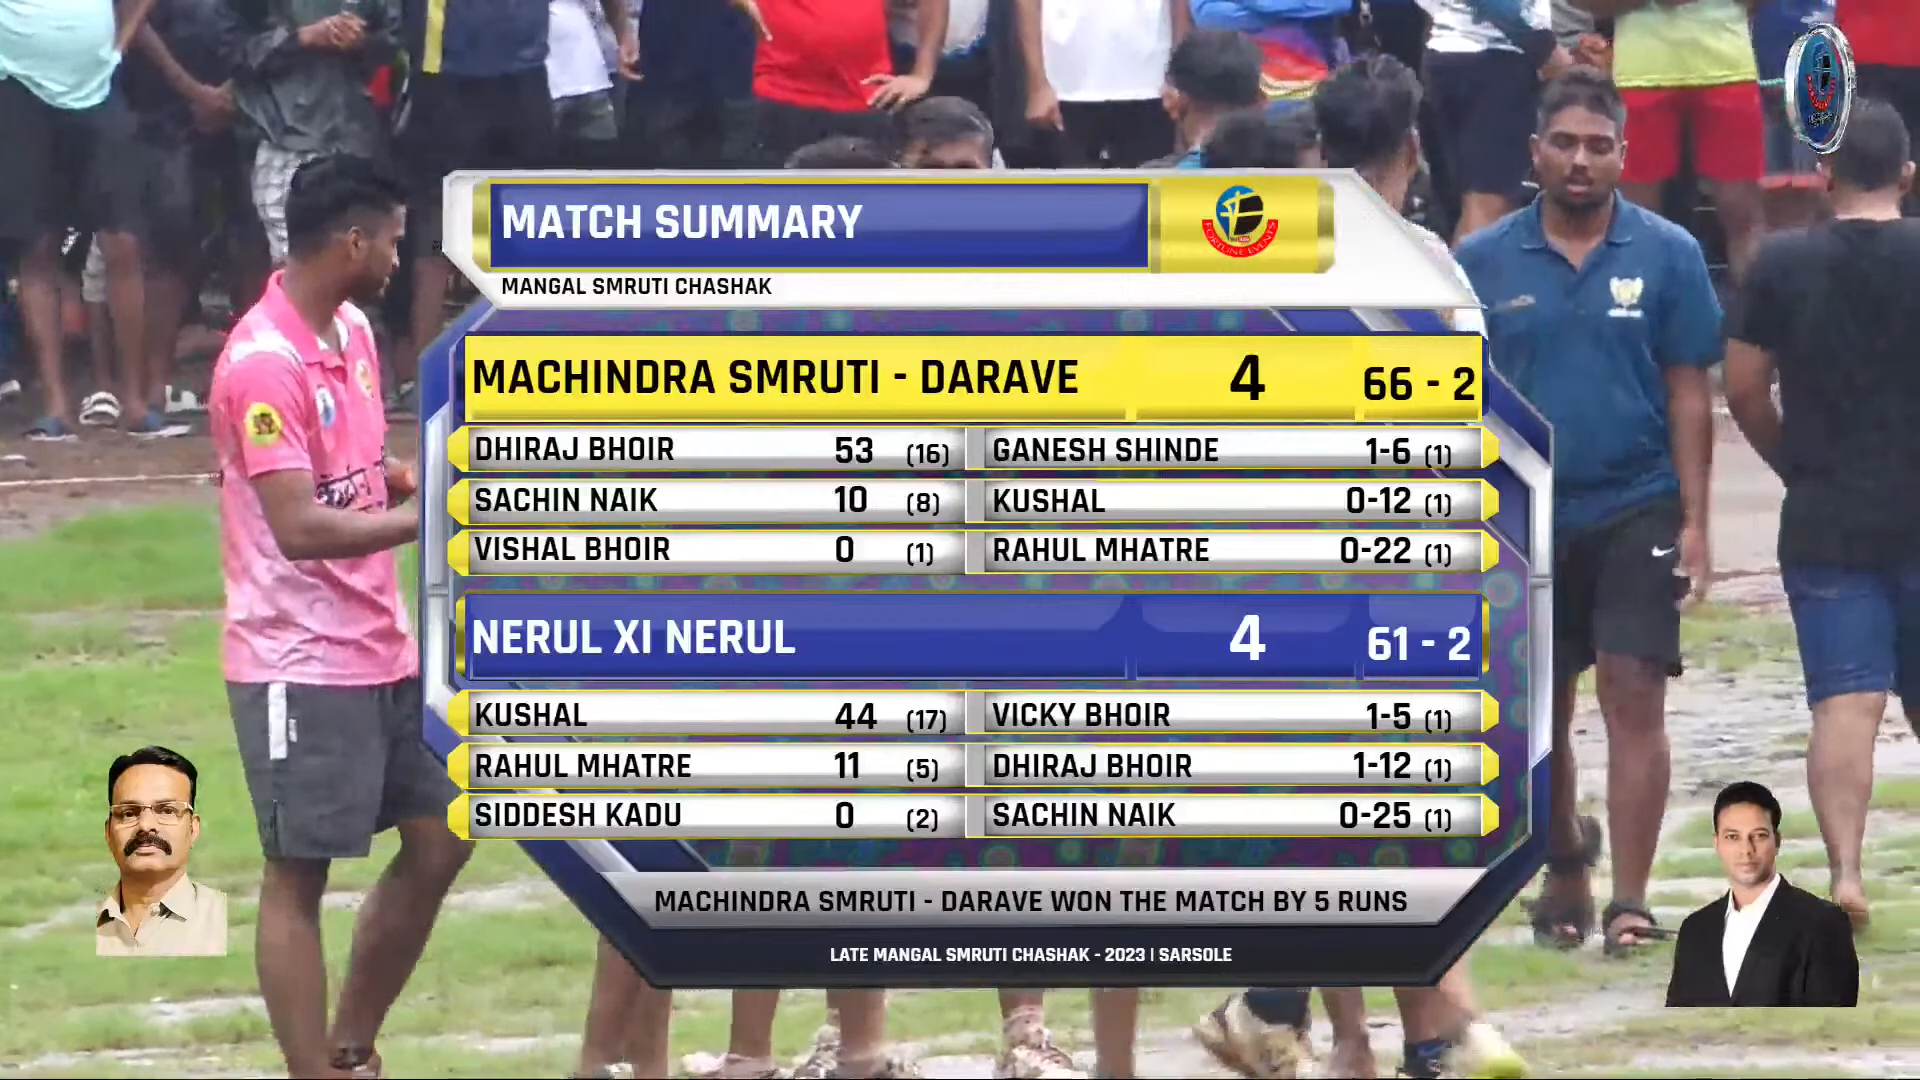 MATCH SUMMARY
FORTUNE EVENTS
MANGAL SMRUTI CHASHAK
MACHINDRA SMRUTI - DARAVE 4 66 - 2
DHIRAJ BHOIR 53 (16) GANESH SHINDE 1-6 (1)
SACHIN NAIK 10 (8) KUSHAL 0-12 (1)
VISHAL BHOIR 0 (1) RAHUL MHATRE 0-22 (1)
NERUL XI NERUL 4 61 - 2
KUSHAL 44 (17) VICKY BHOIR 1-5 (1)
RAHUL MHATRE 11 (5) DHIRAJ BHOIR 1-12 (1)
SIDDESH KADU 0 (2) SACHIN NAIK 0-25 (1)
MACHINDRA SMRUTI - DARAVE WON THE MATCH BY 5 RUNS
LATE MANGAL SMRUTI CHASHAK - 2023 | SARSOLE